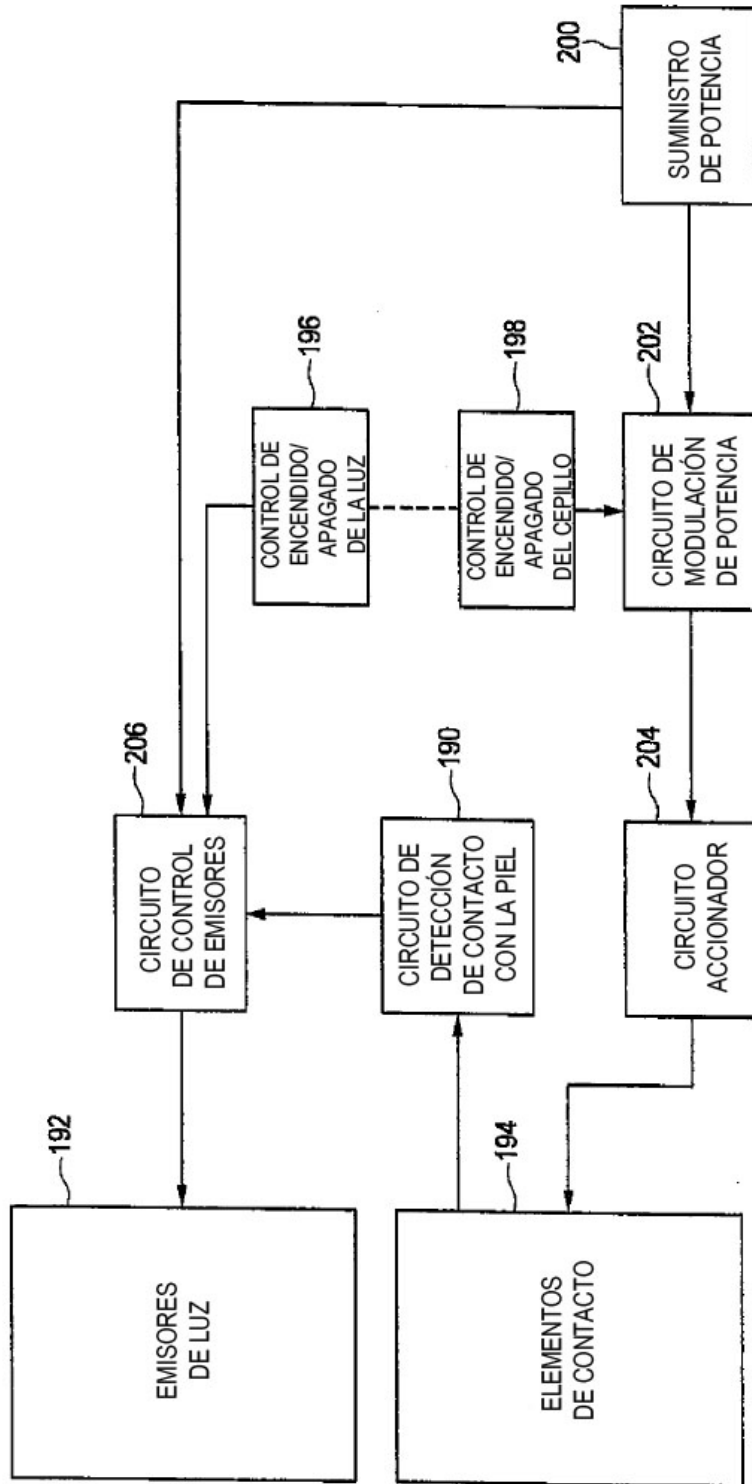 192
EMISORES
DE LUZ
206
CIRCUITO
DE CONTROL
DE EMISORES
196
CONTROL DE
ENCENDIDO/
APAGADO
DE LA LUZ
200
SUMINISTRO
DE POTENCIA
194
ELEMENTOS
DE CONTACTO
190
CIRCUITO DE
DETECCIÓN
DE CONTACTO
CON LA PIEL
198
CONTROL DE
ENCENDIDO/
APAGADO
DEL CEPILLO
204
CIRCUITO
ACCIONADOR
202
CIRCUITO DE
MODULACIÓN
DE POTENCIA